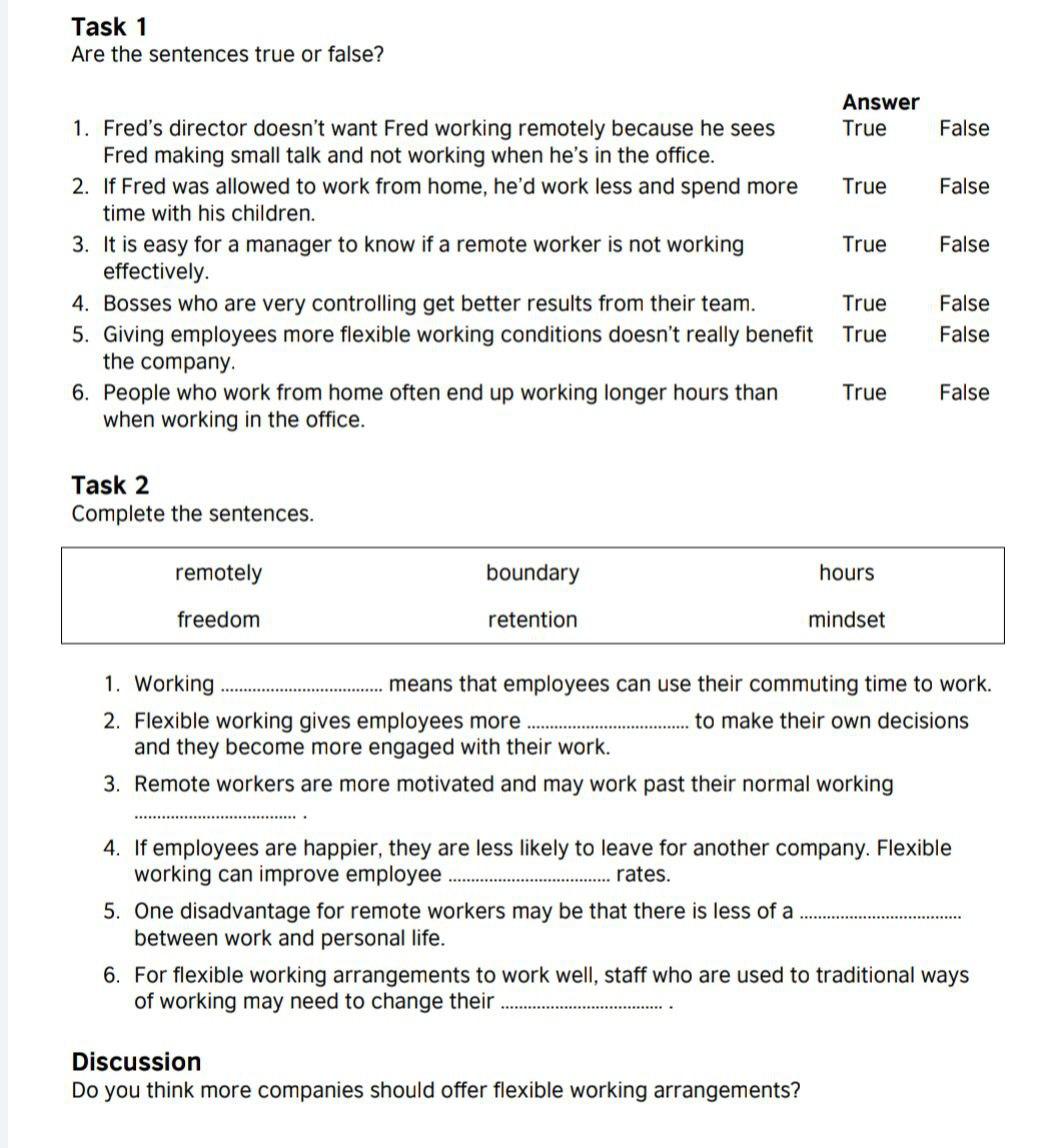 Task 1
Are the sentences true or false?
Answer
1. Fred's director doesn't want Fred working remotely because he sees True False
Fred making small talk and not working when he's in the office.
2. If Fred was allowed to work from home, he'd work less and spend more True False
time with his children.
3. It is easy for a manager to know if a remote worker is not working True False
effectively.
4. Bosses who are very controlling get better results from their team. True False
5. Giving employees more flexible working conditions doesn't really benefit True False
the company.
6. People who work from home often end up working longer hours than True False
when working in the office.
Task 2
Complete the sentences.
remotely boundary hours
freedom retention mindset
1. Working .................................. means that employees can use their commuting time to work.
2. Flexible working gives employees more .................................. to make their own decisions
and they become more engaged with their work.
3. Remote workers are more motivated and may work past their normal working
.................................. .
4. If employees are happier, they are less likely to leave for another company. Flexible
working can improve employee .................................. rates.
5. One disadvantage for remote workers may be that there is less of a ..................................
between work and personal life.
6. For flexible working arrangements to work well, staff who are used to traditional ways
of working may need to change their .................................. .
Discussion
Do you think more companies should offer flexible working arrangements?